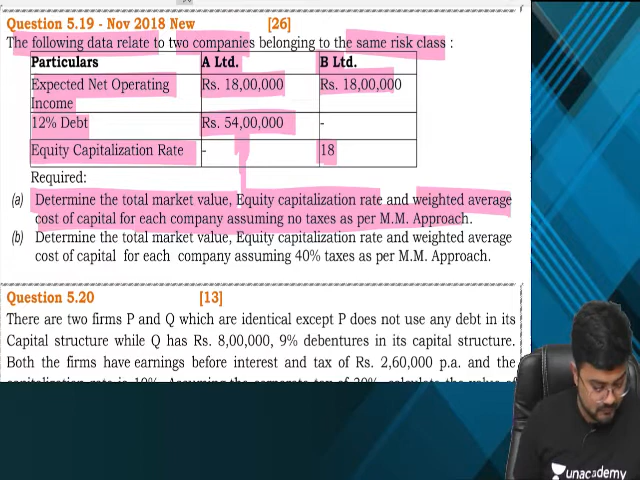 Question 5.19 - Nov 2018 New [26]
The following data relate to two companies belonging to the same risk class :
Particulars A Ltd. B Ltd.
Expected Net Operating Income Rs. 18,00,000 Rs. 18,00,000
12% Debt Rs. 54,00,000 -
Equity Capitalization Rate - 18
Required:
(a) Determine the total market value, Equity capitalization rate and weighted average
cost of capital for each company assuming no taxes as per M.M. Approach.
(b) Determine the total market value, Equity capitalization rate and weighted average
cost of capital for each company assuming 40% taxes as per M.M. Approach.
Question 5.20 [13]
There are two firms P and Q which are identical except P does not use any debt in its
Capital structure while Q has Rs. 8,00,000, 9% debentures in its capital structure.
Both the firms have earnings before interest and tax of Rs. 2,60,000 p.a. and the
unacademy